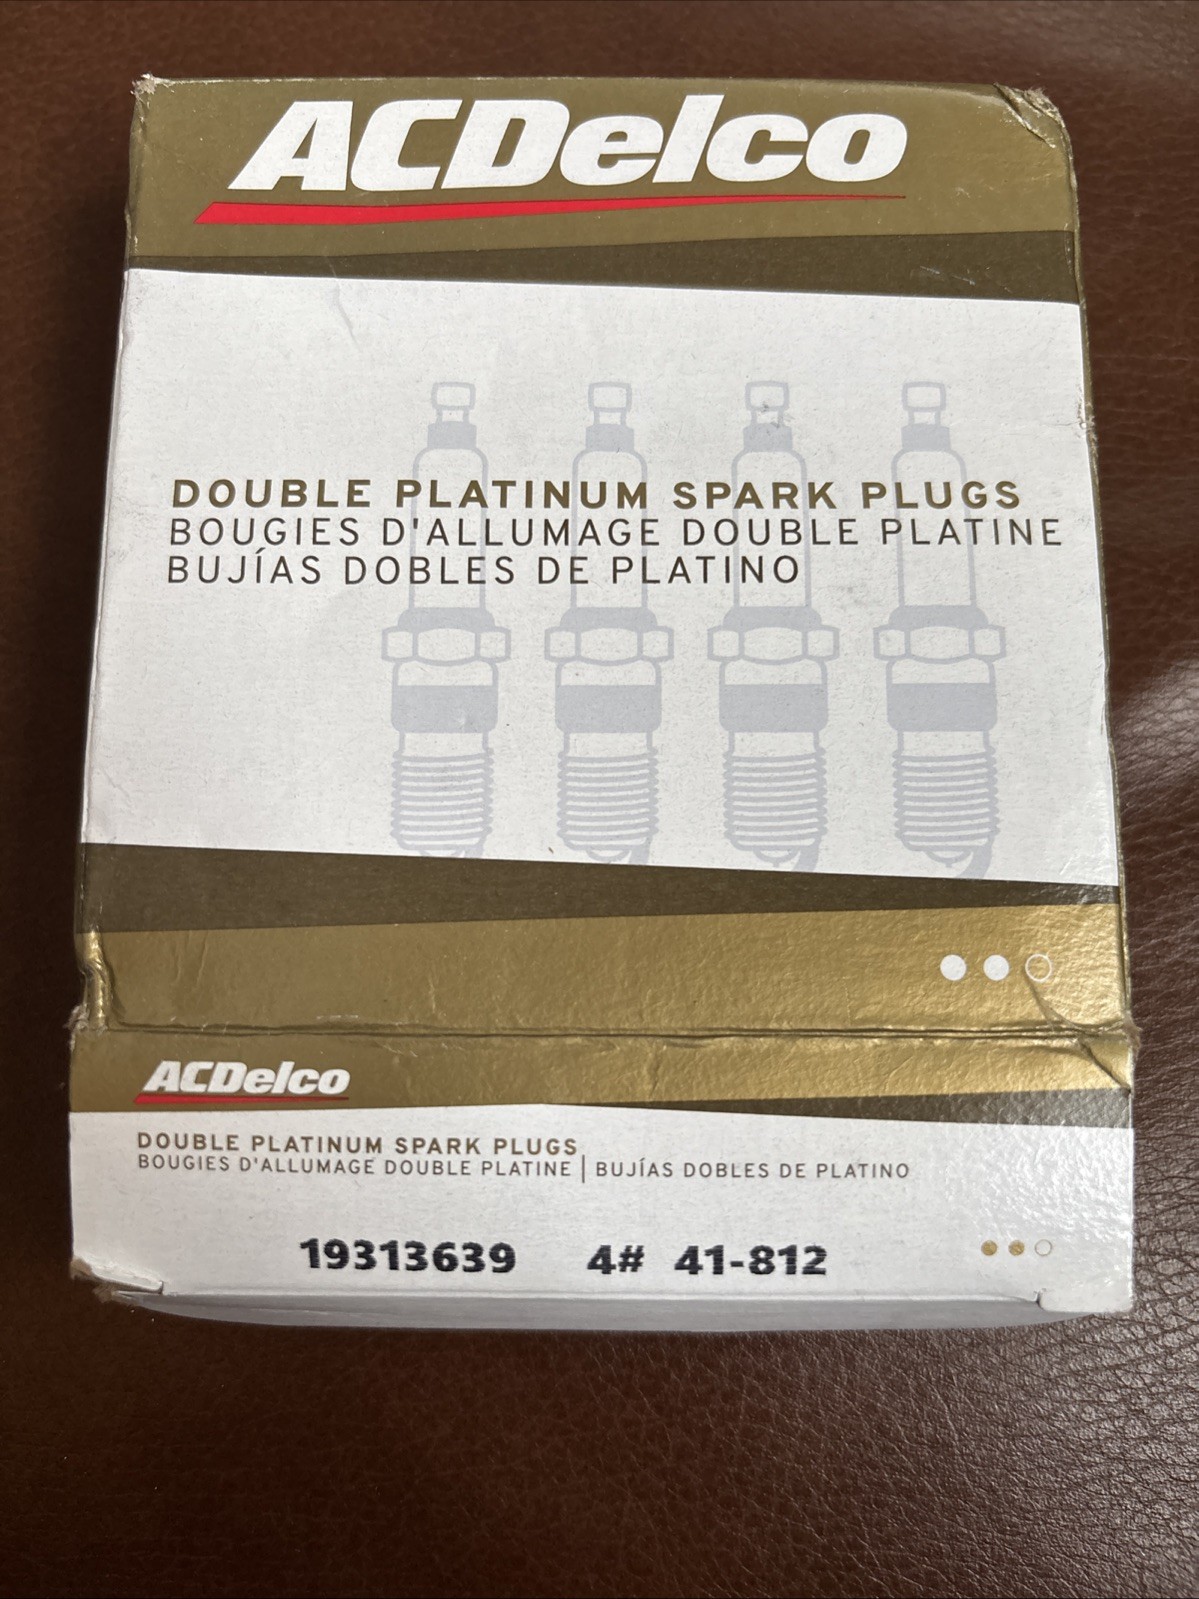 ACDelco
DOUBLE PLATINUM SPARK PLUGS
BOUGIES D'ALLUMAGE DOUBLE PLATINE
BUJÍAS DOBLES DE PLATINO
ACDelco
DOUBLE PLATINUM SPARK PLUGS
BOUGIES D'ALLUMAGE DOUBLE PLATINE | BUJÍAS DOBLES DE PLATINO
19313639 4# 41-812